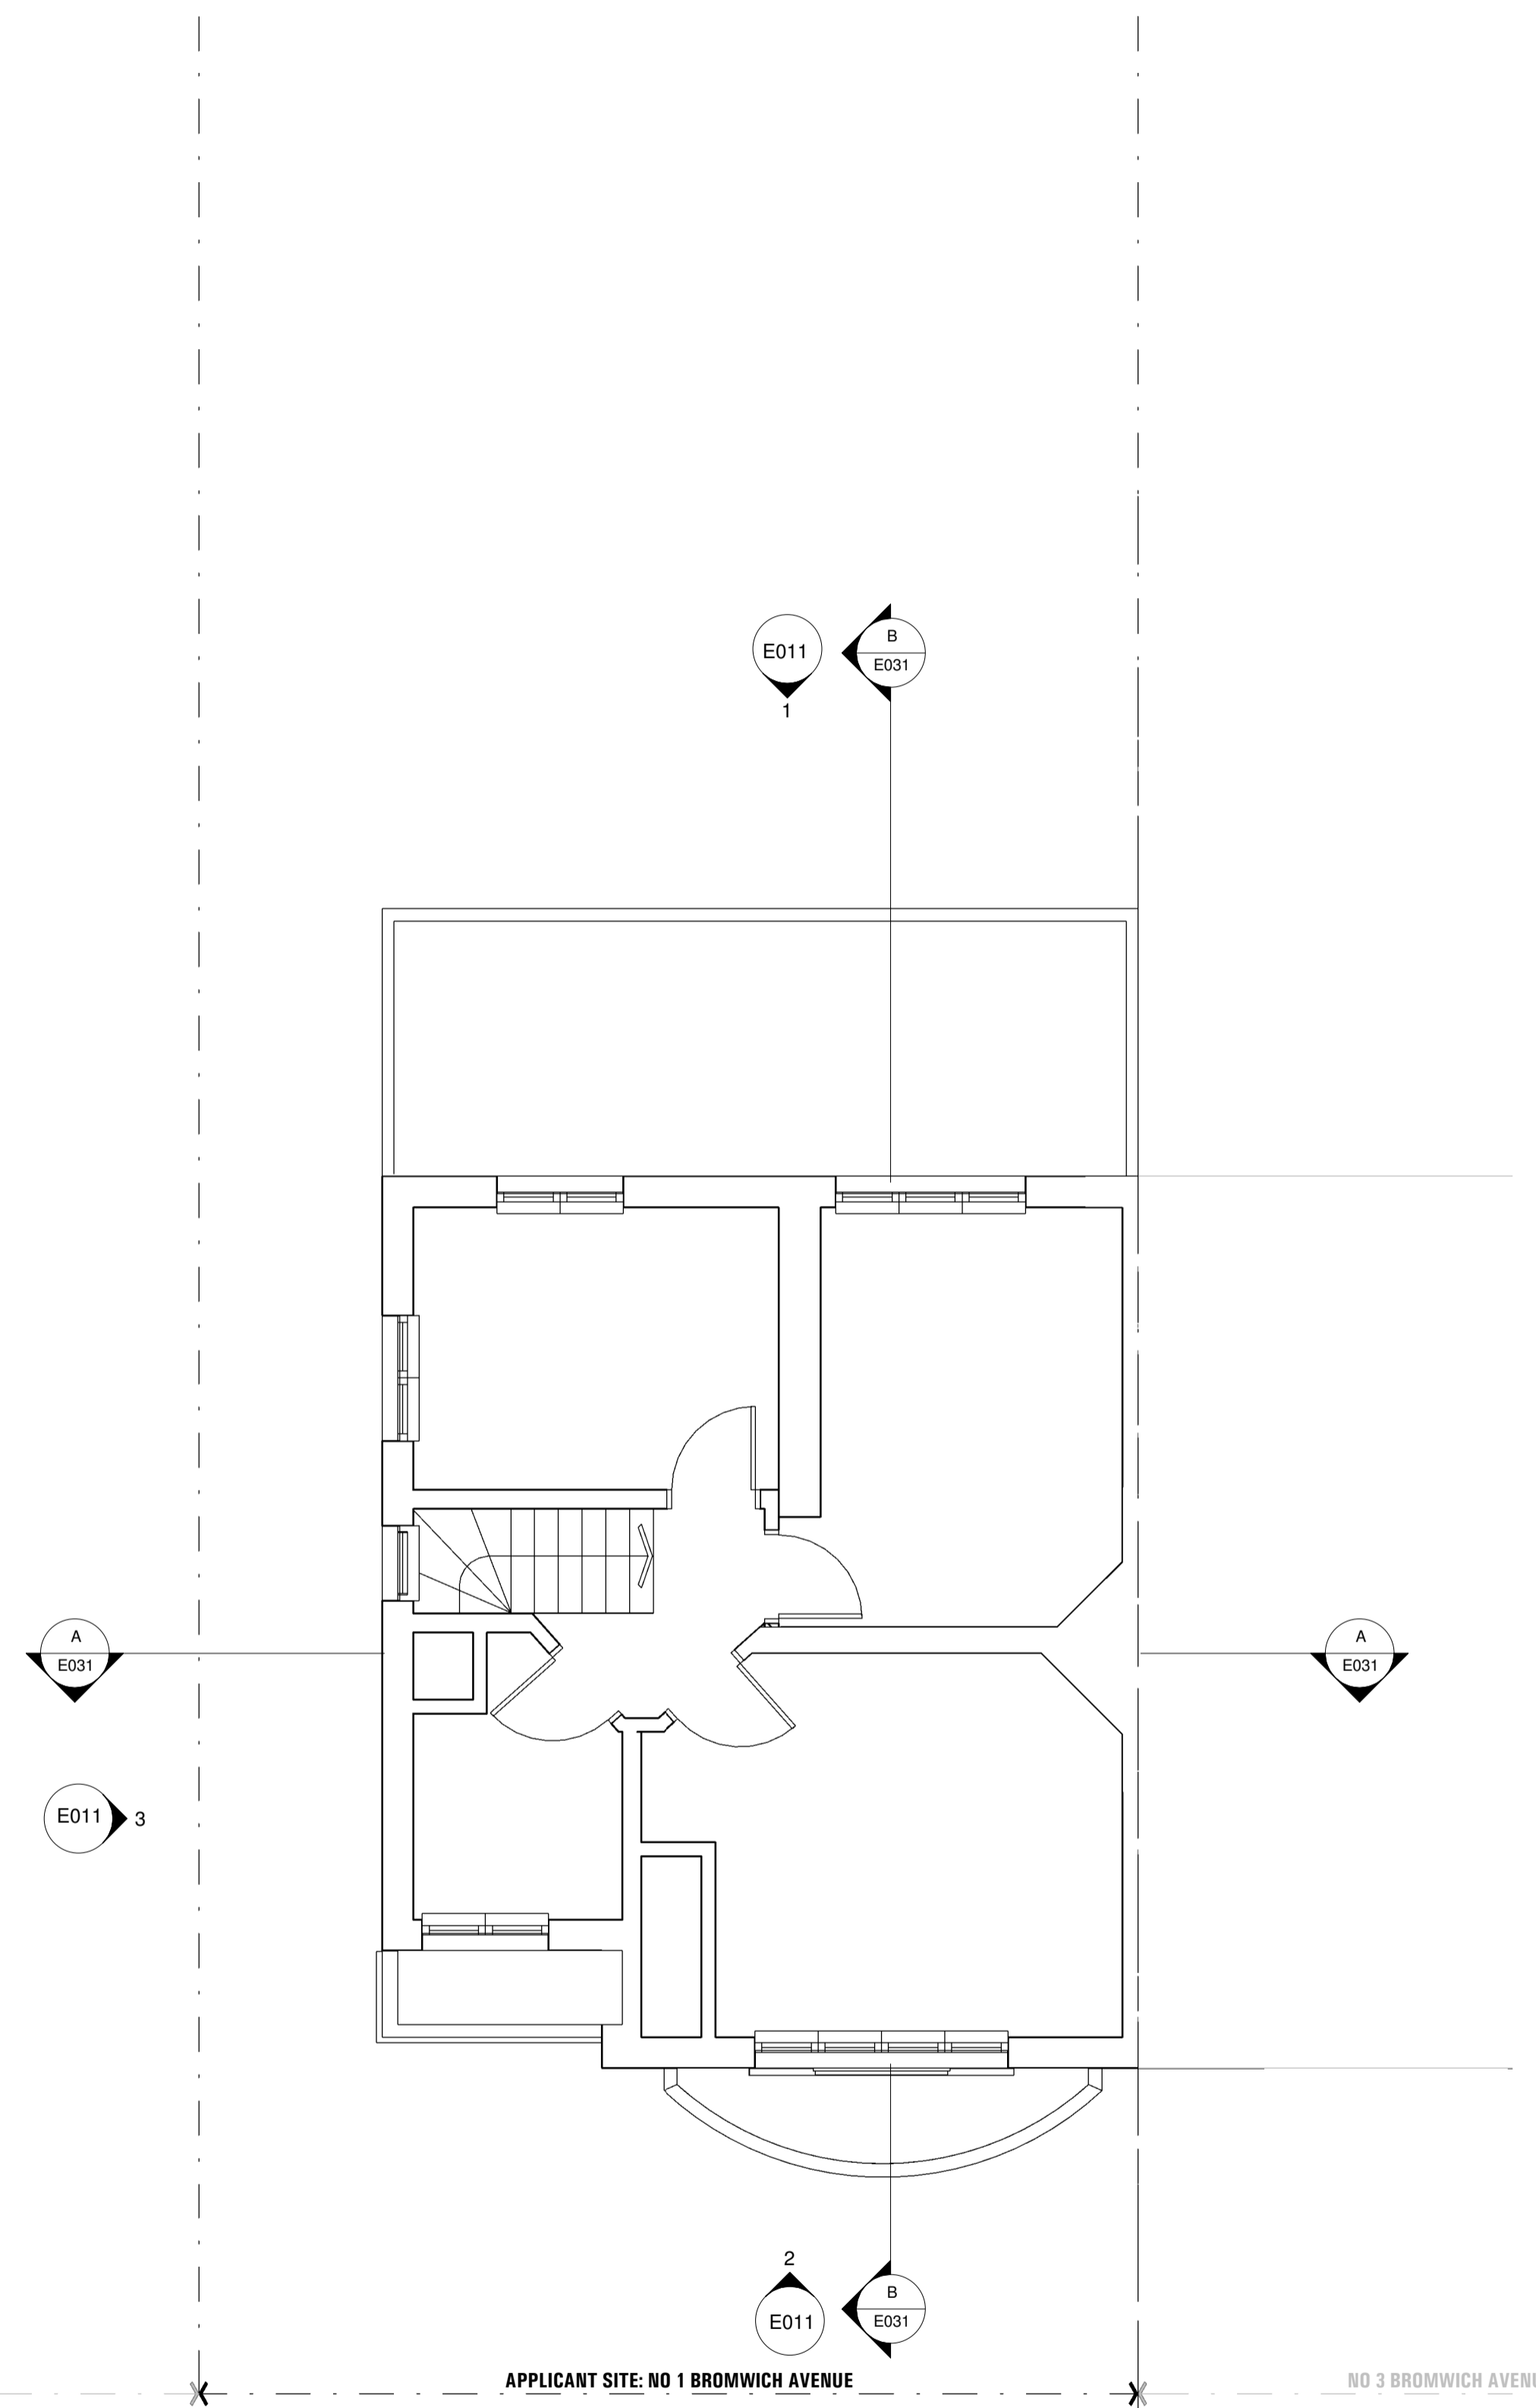 E011
1
B
E031
A
E031
A
E031
E011
3
2
E011
B
E031
APPLICANT SITE: NO 1 BROMWICH AVENUE
NO 3 BROMWICH AVEN